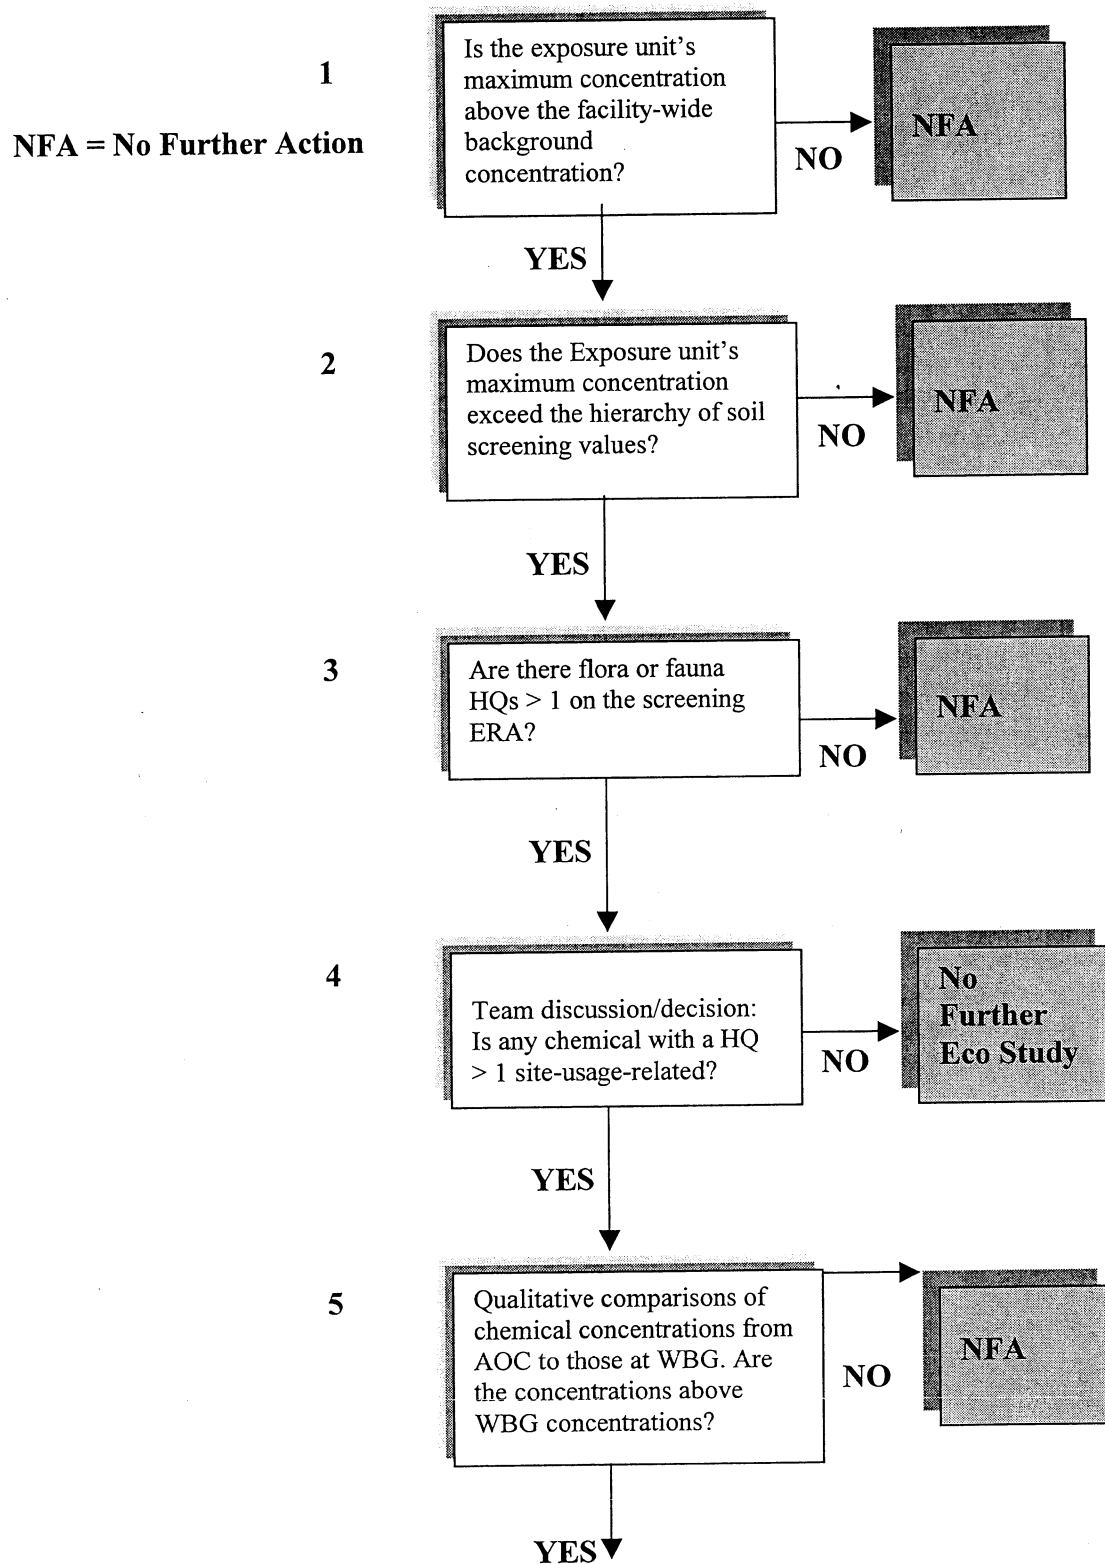 1
NFA = No Further Action
Is the exposure unit's
maximum concentration
above the facility-wide
background
concentration?
NO
NFA
YES
2
Does the Exposure unit's
maximum concentration
exceed the hierarchy of soil
screening values?
NO
NFA
YES
3
Are there flora or fauna
HQs > 1 on the screening
ERA?
NO
NFA
YES
4
Team discussion/decision:
Is any chemical with a HQ
> 1 site-usage-related?
NO
No
Further
Eco Study
YES
5
Qualitative comparisons of
chemical concentrations from
AOC to those at WBG. Are
the concentrations above
WBG concentrations?
NO
NFA
YES